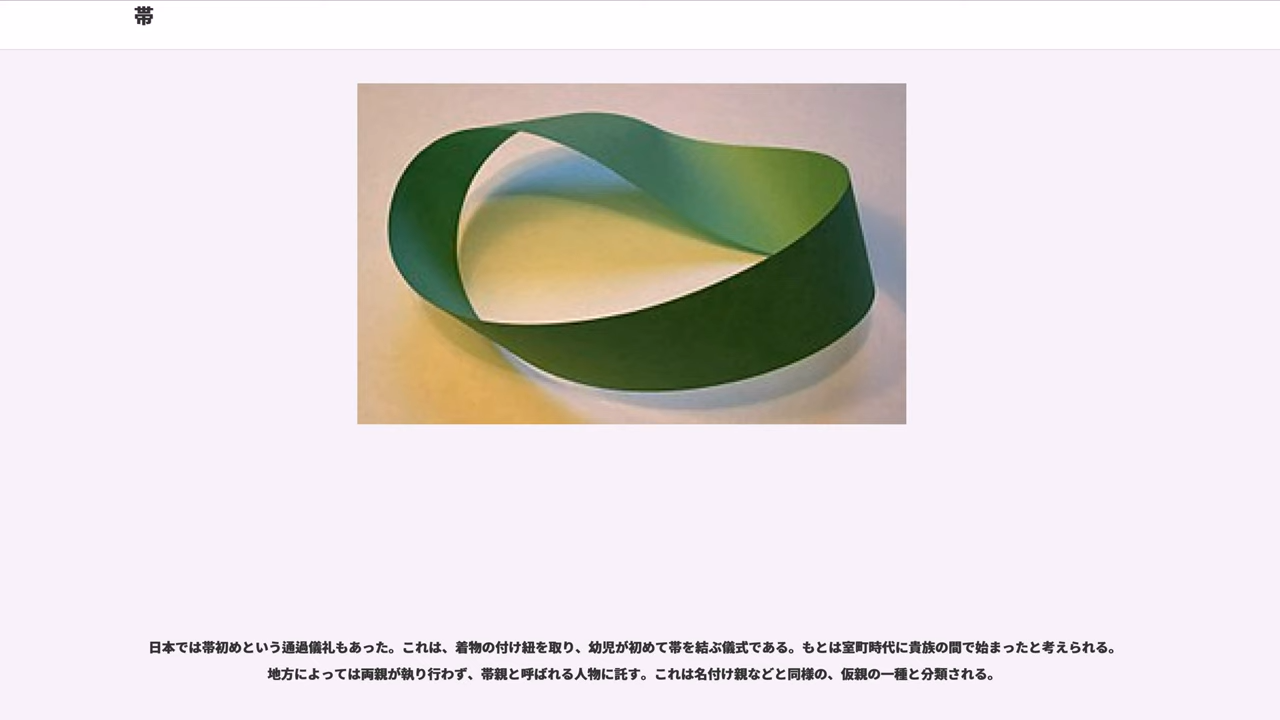 帯
日本では帯初めという通過儀礼もあった。これは、着物の付け紐を取り、幼児が初めて帯を結ぶ儀式である。もとは室町時代に貴族の間で始まったと考えられる。
地方によっては両親が執り行わず、帯親と呼ばれる人物に託す。これは名付け親などと同様の、仮親の一種と分類される。